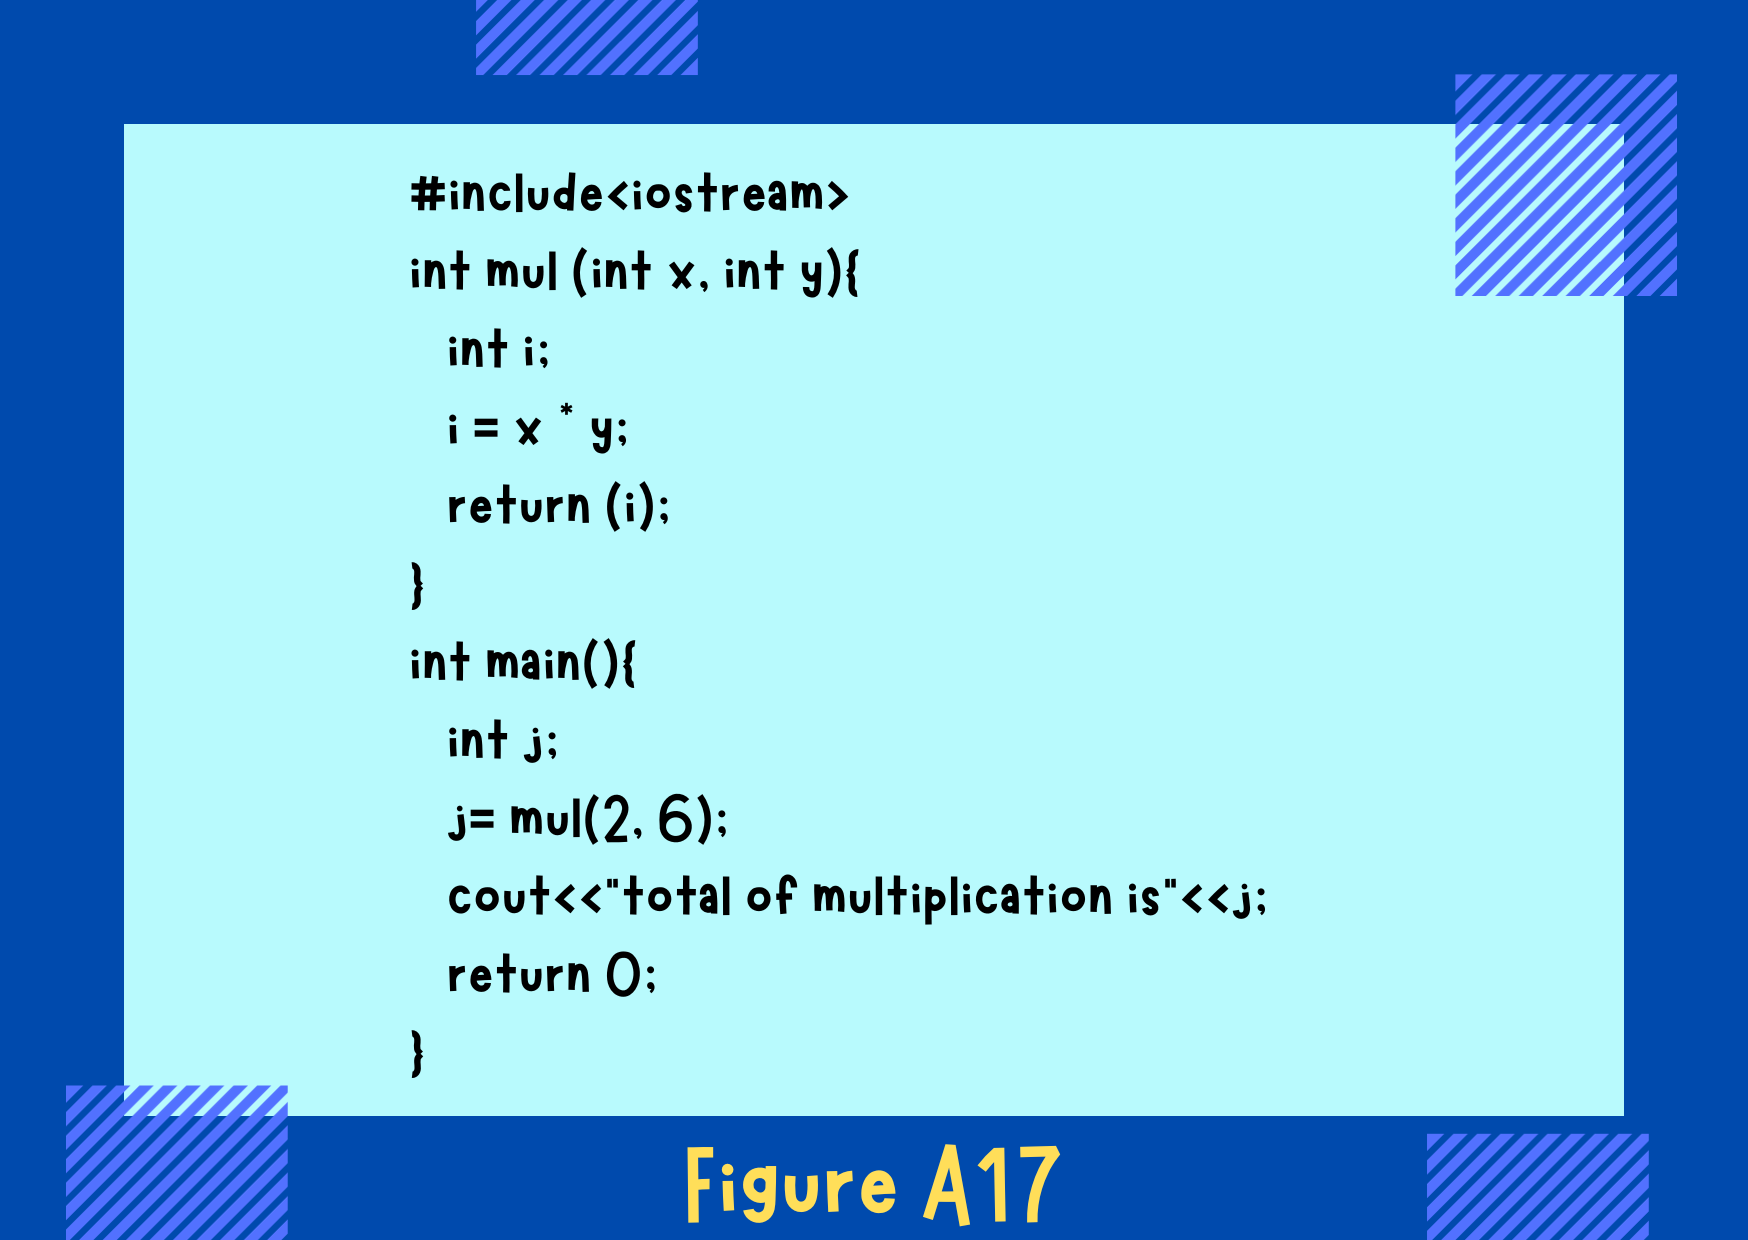 #include<iostream>
int mul (int x, int y){
int i;
i = x * y;
return (i);
}
int main(){
int j;
j= mul(2, 6);
cout<<"total of multiplication is"<<j;
return 0;
}
Figure A17